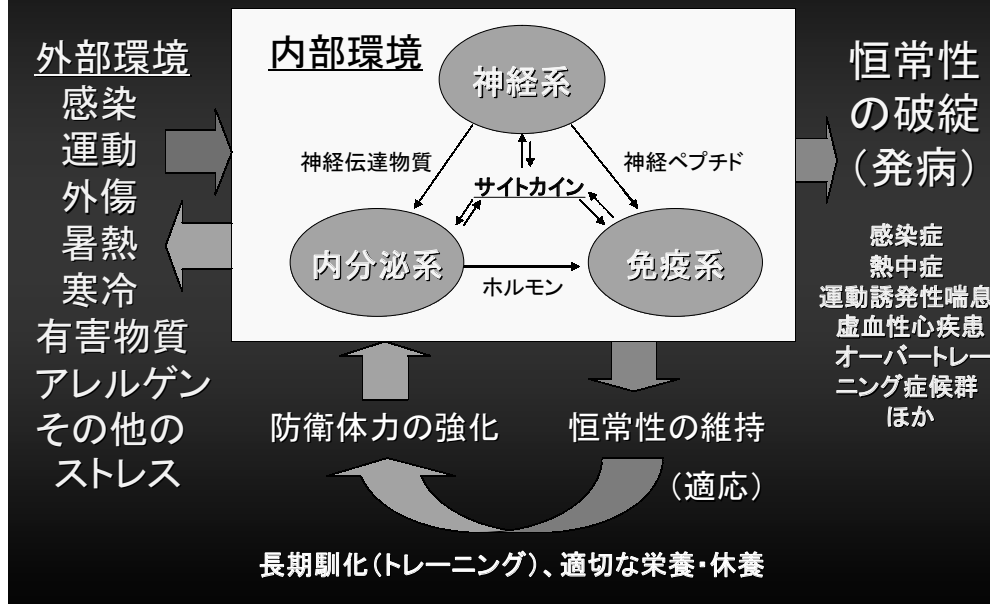 外部環境
感染
運動
外傷
暑熱
寒冷
有害物質
アレルゲン
その他の
ストレス
内部環境
神経系
神経伝達物質
神経ペプチド
サイトカイン
内分泌系
免疫系
ホルモン
防衛体力の強化
恒常性の維持
（適応）
長期馴化（トレーニング）、適切な栄養・休養
恒常性
の破綻
（発病）
感染症
熱中症
運動誘発性喘息
虚血性心疾患
オーバートレー
ニング症候群
ほか